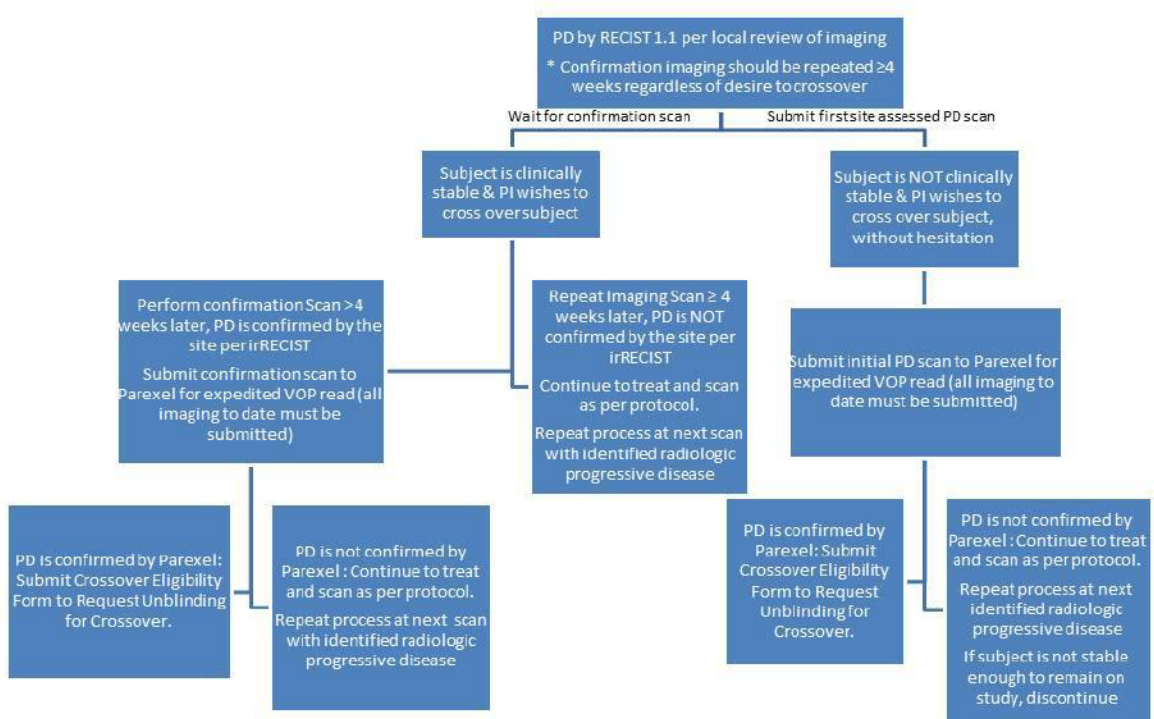 PD by RECIST 1.1 per local review of imaging
* Confirmation imaging should be repeated ≥4
weeks regardless of desire to crossover
Wait for confirmation scan
Submit first site assessed PD scan
Subject is clinically
stable & PI wishes to
cross over subject
Subject is NOT clinically
stable & PI wishes to
cross over subject,
without hesitation
Perform confirmation Scan >4
weeks later, PD is confirmed by the
site per irRECIST
Submit confirmation scan to
Parexel for expedited VOP read (all
imaging to date must be
submitted)
Repeat Imaging Scan ≥ 4
weeks later, PD is NOT
confirmed by the site per
irRECIST
Continue to treat and scan
as per protocol.
Repeat process at next scan
with identified radiologic
progressive disease
Submit initial PD scan to Parexel for
expedited VOP read (all imaging to
date must be submitted)
PD is confirmed by Parexel:
Submit Crossover Eligibility
Form to Request Unblinding
for Crossover.
PD is not confirmed by
Parexel : Continue to treat
and scan as per protocol.
Repeat process at next scan
with identified radiologic
progressive disease
PD is confirmed by
Parexel: Submit
Crossover Eligibility
Form to Request
Unblinding for
Crossover.
PD is not confirmed by
Parexel : Continue to treat
and scan as per protocol.
Repeat process at next
identified radiologic
progressive disease
If subject is not stable
enough to remain on
study, discontinue